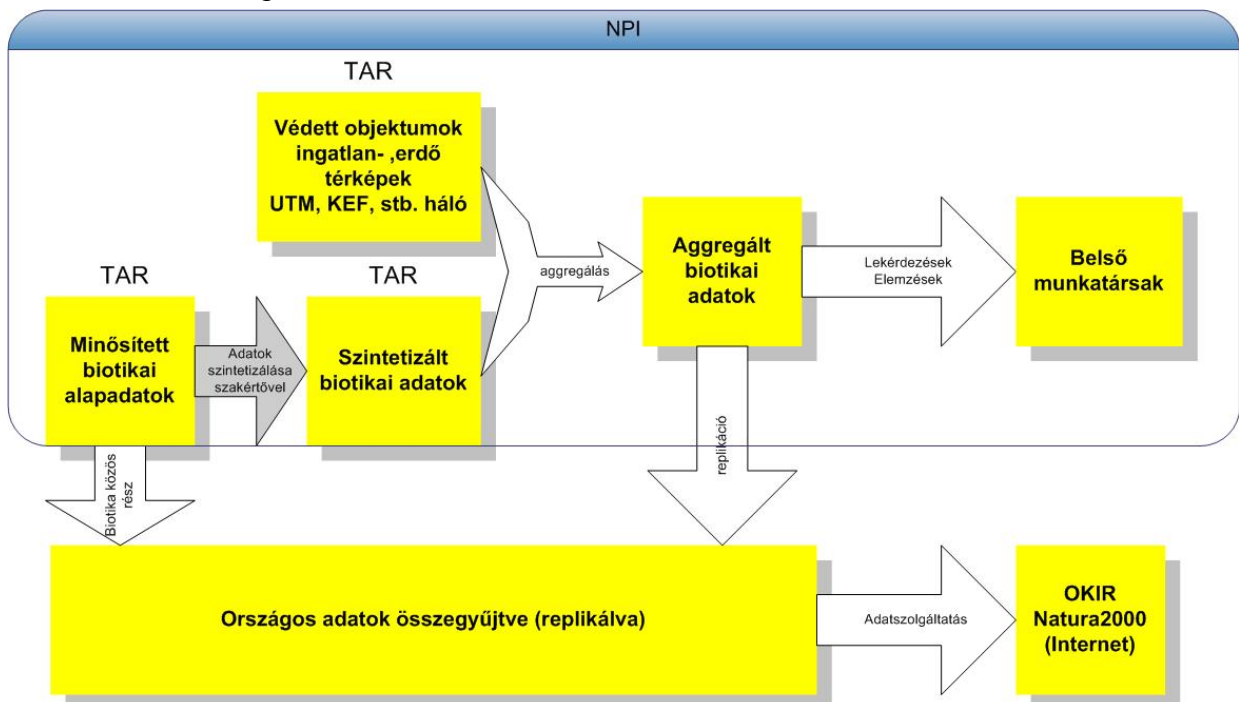 NPI
TAR
Védett objektumok
ingatlan- ,erdő
térképek
UTM, KEF, stb. háló
TAR
Minősített
biotikai
alapadatok
Adatok
szintetizálása
szakértővel
TAR
Szintetizált
biotikai adatok
aggregálás
Aggregált
biotikai
adatok
Lekérdezések
Elemzések
Belső
munkatársak
Biotika közös
rész
replikáció
Országos adatok összegyűjtve (replikálva)
Adatszolgáltatás
OKIR
Natura2000
(Internet)